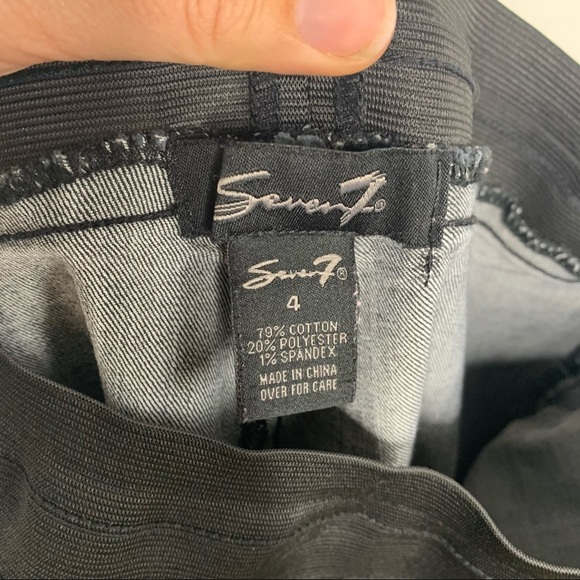 Seven7®
Seven7®
4
79% COTTON
20% POLYESTER
1% SPANDEX
MADE IN CHINA
OVER FOR CARE